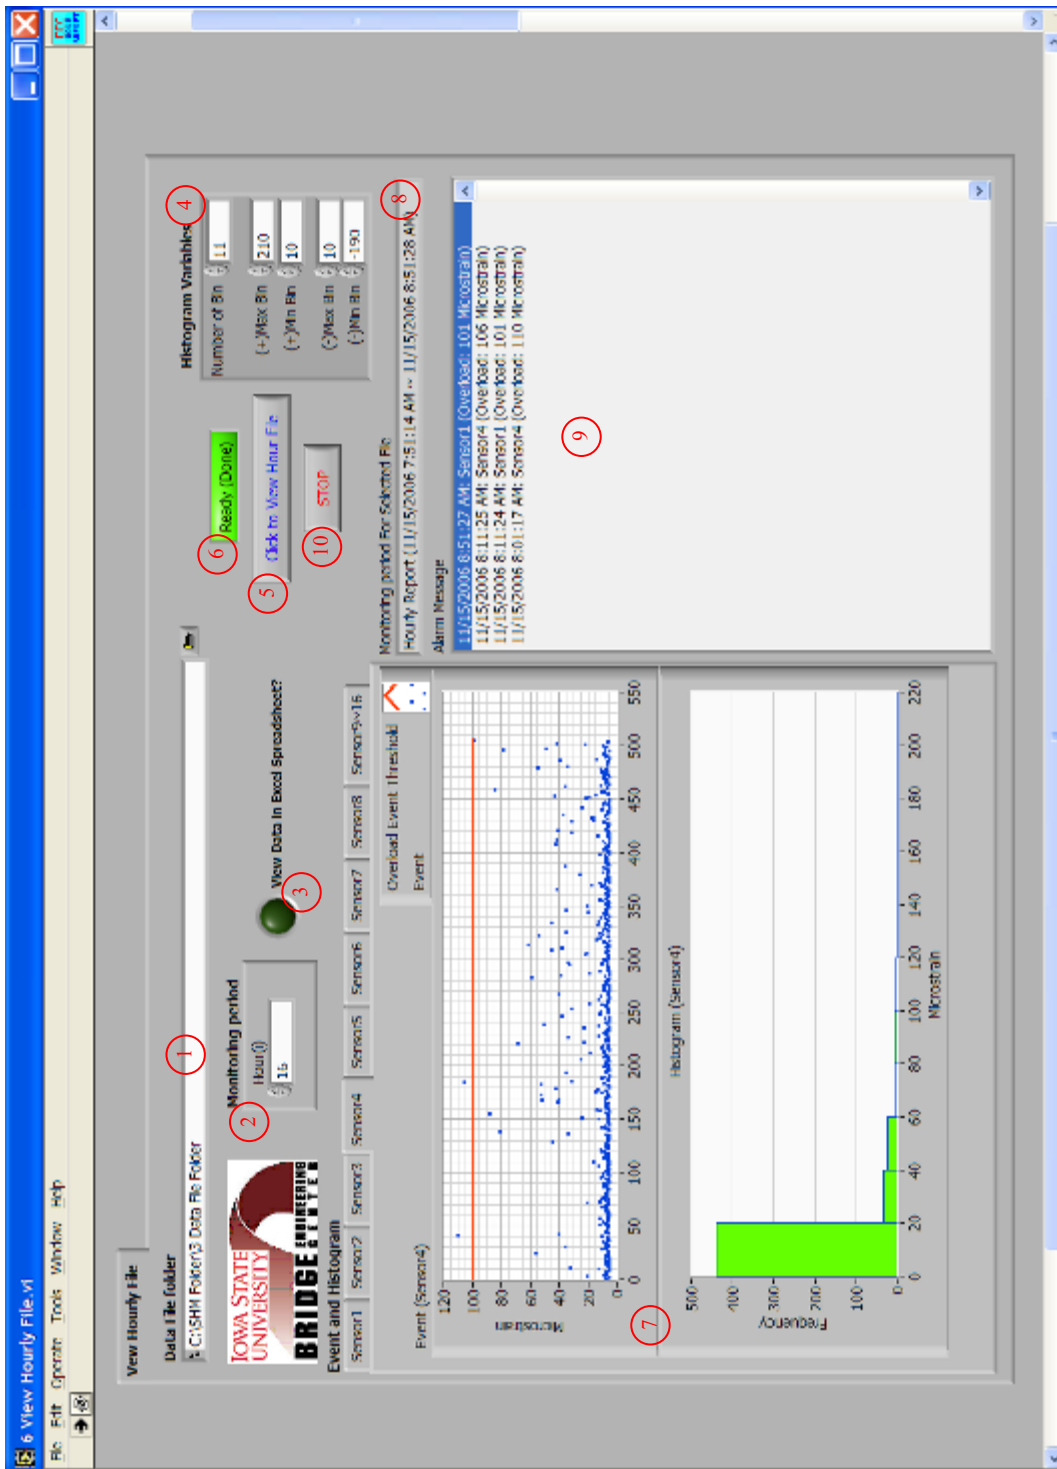 6 View Hourly File.vi
File Edit Operate Tools Window Help
View Hourly File
Data File Folder
C:\SHM Folder\3 Data File Folder
1
IOWA STATE
UNIVERSITY
BRIDGE ENGINEERING
CENTER
2
Monitoring period
Hour(i)
16
3
View Data in Excel Spreadsheet?
6
Ready (Done)
5
Click to View Hour File
10
STOP
4
Histogram Variables
Number of Bin 11
(+)Max Bin 210
(+)Min Bin 10
(-)Max Bin 10
(-)Min Bin -190
Event and Histogram
Sensor1 Sensor2 Sensor3 Sensor4 Sensor5 Sensor6 Sensor7 Sensor8 Sensor9~16
Event (Sensor4)
Overload Event Threshold
Event
Microstrain
120
100
80
60
40
20
0
0 50 100 150 200 250 300 350 400 450 500 550
7
Histogram (Sensor4)
Frequency
500
400
300
200
100
0
0 20 40 60 80 100 120 140 160 180 200 220
Microstrain
Monitoring period For Selected File
Hourly Report (11/15/2006 7:51:14 AM ~ 11/15/2006 8:51:28 AM)
8
Alarm Message
11/15/2006 8:51:27 AM: Sensor1 (Overload: 101 Microstrain)
11/15/2006 8:11:25 AM: Sensor4 (Overload: 106 Microstrain)
11/15/2006 8:11:24 AM: Sensor1 (Overload: 101 Microstrain)
11/15/2006 8:01:17 AM: Sensor4 (Overload: 110 Microstrain)
9